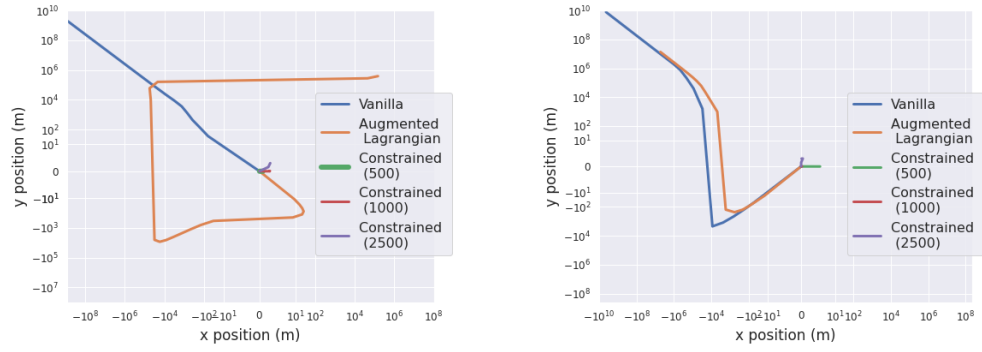 10^10
10^8
10^6
10^4
10^2
10^1
0
−10^1
−10^3
−10^5
−10^7
y position (m)
−10^8 −10^6 −10^4 −10^2 −10^1 0 10^1 10^2 10^4 10^6 10^8
x position (m)
Vanilla
Augmented
Lagrangian
Constrained
(500)
Constrained
(1000)
Constrained
(2500)
10^10
10^8
10^6
10^4
10^2
10^1
0
−10^1
−10^2
−10^4
−10^6
−10^8
y position (m)
−10^10 −10^8 −10^6 −10^4 −10^2 −10^1 0 10^1 10^2 10^4 10^6 10^8
x position (m)
Vanilla
Augmented
Lagrangian
Constrained
(500)
Constrained
(1000)
Constrained
(2500)